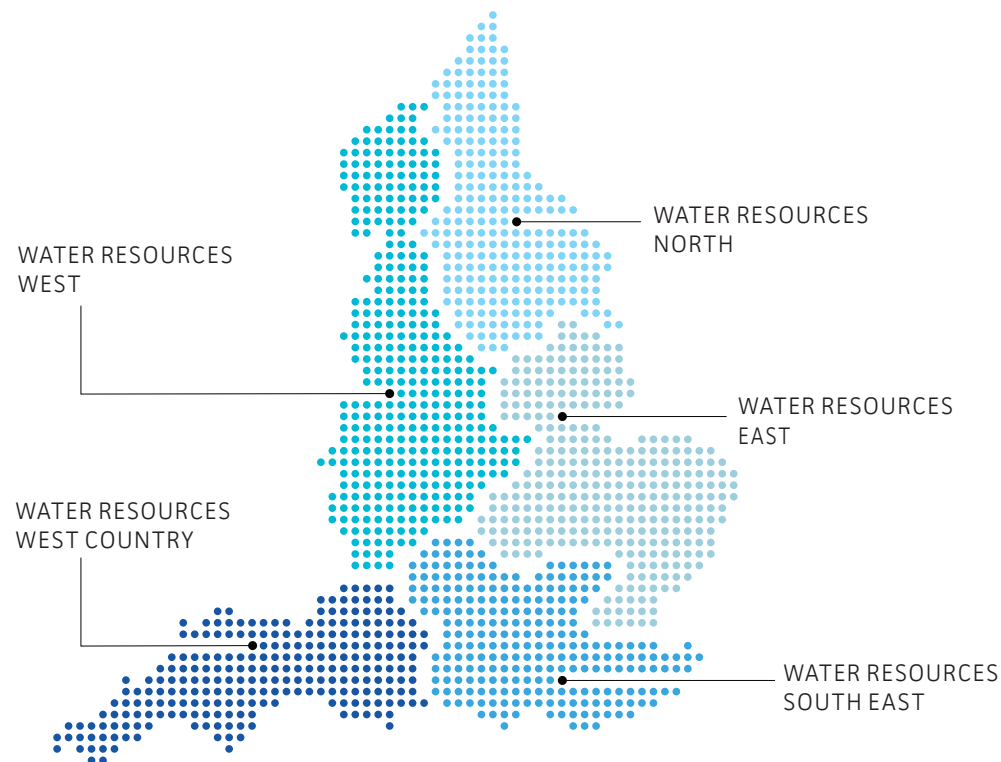 WATER RESOURCES
NORTH
WATER RESOURCES
WEST
WATER RESOURCES
EAST
WATER RESOURCES
WEST COUNTRY
WATER RESOURCES
SOUTH EAST